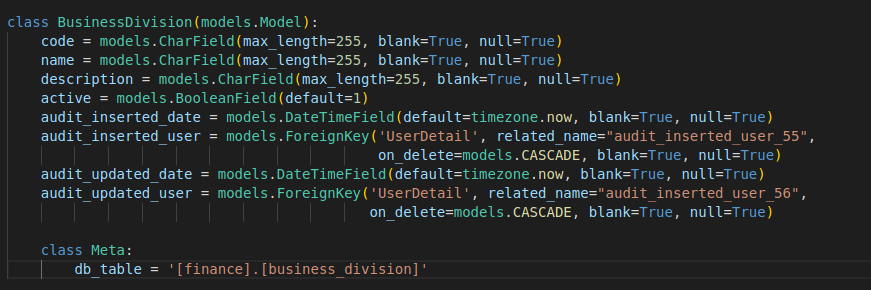 class BusinessDivision(models.Model):
    code = models.CharField(max_length=255, blank=True, null=True)
    name = models.CharField(max_length=255, blank=True, null=True)
    description = models.CharField(max_length=255, blank=True, null=True)
    active = models.BooleanField(default=1)
    audit_inserted_date = models.DateTimeField(default=timezone.now, blank=True, null=True)
    audit_inserted_user = models.ForeignKey('UserDetail', related_name="audit_inserted_user_55",
                                            on_delete=models.CASCADE, blank=True, null=True)
    audit_updated_date = models.DateTimeField(default=timezone.now, blank=True, null=True)
    audit_updated_user = models.ForeignKey('UserDetail', related_name="audit_inserted_user_56",
                                           on_delete=models.CASCADE, blank=True, null=True)
    class Meta:
        db_table = '[finance].[business_division]'